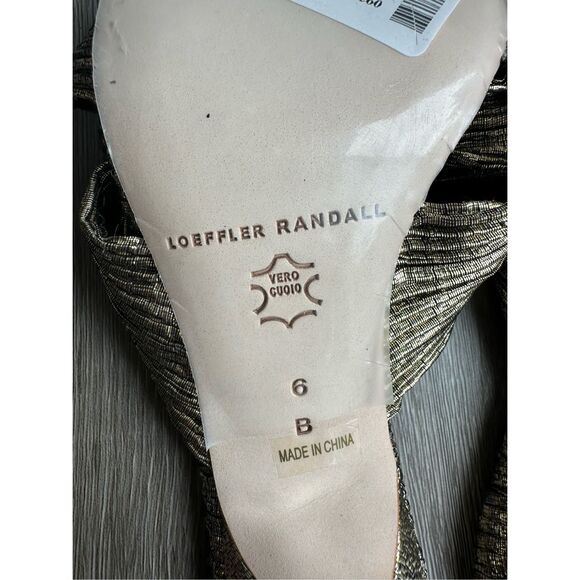 LOEFFLER RANDALL
VERO
CUOIO
6
B
MADE IN CHINA